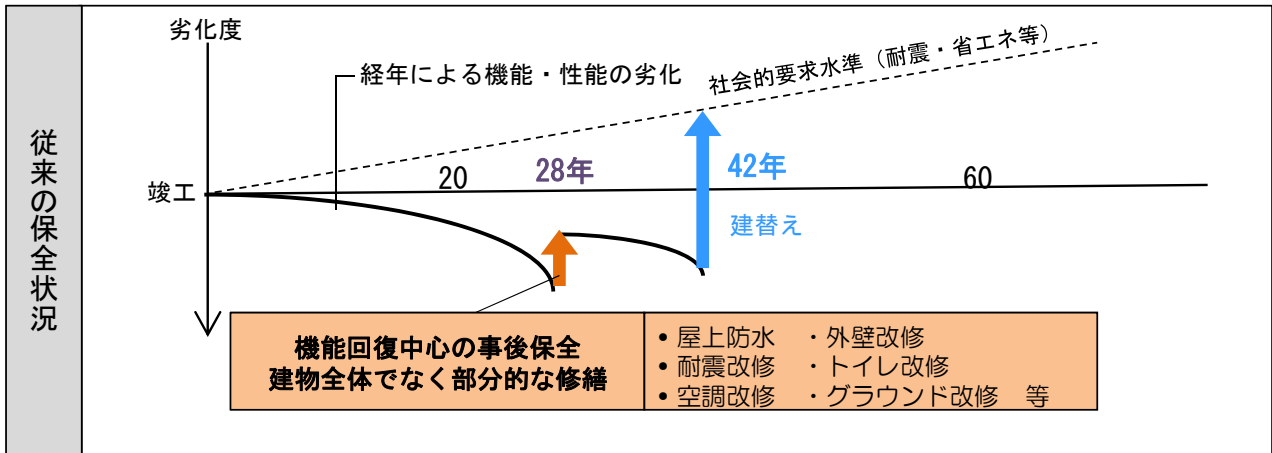 従来の保全状況
劣化度
経年による機能・性能の劣化
社会的要求水準（耐震・省エネ等）
竣工
20
28年
42年
60
建替え
機能回復中心の事後保全
建物全体でなく部分的な修繕
• 屋上防水　・外壁改修
• 耐震改修　・トイレ改修
• 空調改修　・グラウンド改修　等